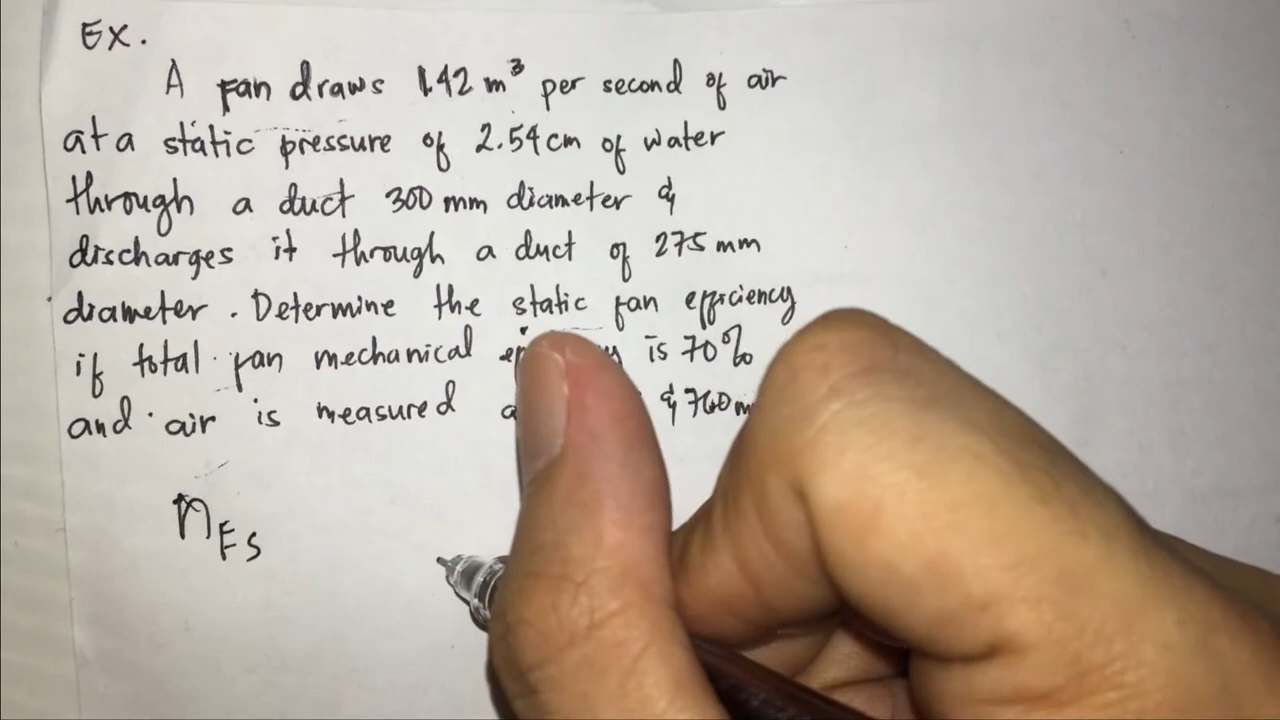 Ex.
A fan draws 1.42 m³ per second of air
at a static pressure of 2.54 cm of water
through a duct 300 mm diameter &
discharges it through a duct of 275 mm
diameter. Determine the static fan efficiency
if total fan mechanical is 70%
and air is measured & 760
η_FS